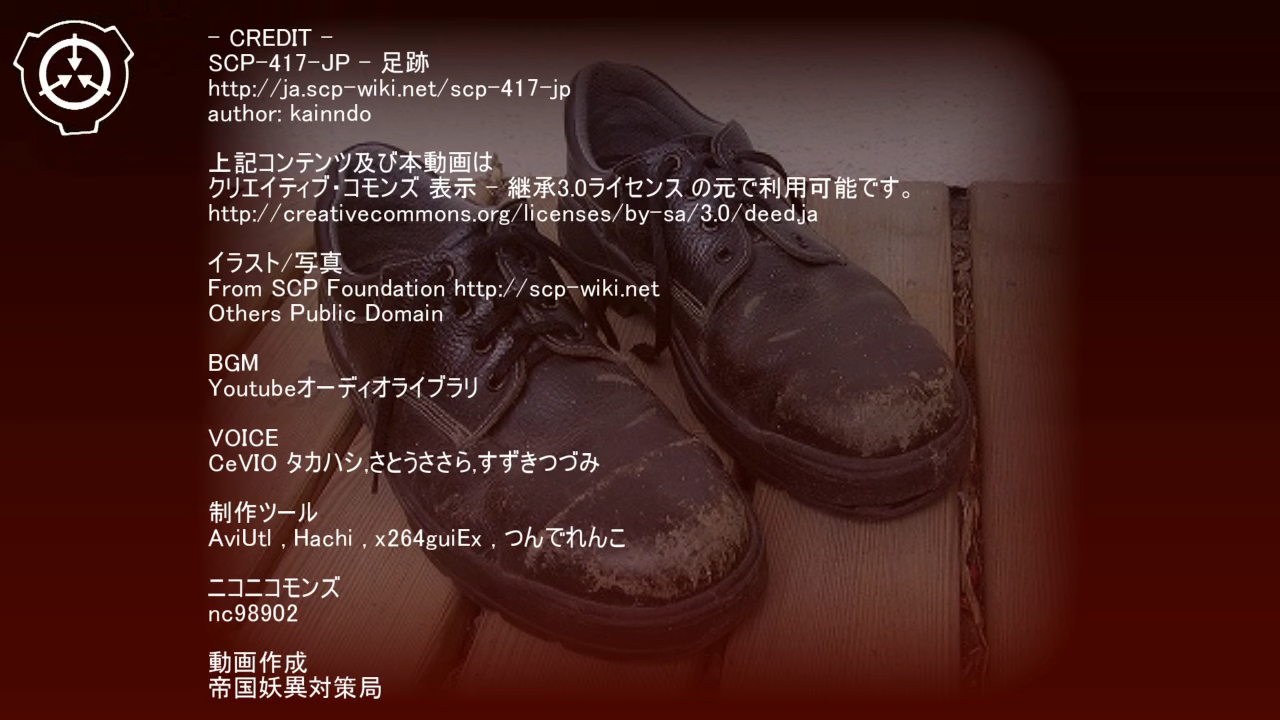 - CREDIT -
SCP-417-JP - 足跡
http://ja.scp-wiki.net/scp-417-jp
author: kainndo
上記コンテンツ及び本動画は
クリエイティブ・コモンズ 表示 - 継承3.0ライセンス の元で利用可能です。
http://creativecommons.org/licenses/by-sa/3.0/deed.ja
イラスト/写真
From SCP Foundation http://scp-wiki.net
Others Public Domain
BGM
Youtubeオーディオライブラリ
VOICE
CeVIO タカハシ,さとうささら,すずきつづみ
制作ツール
AviUtl , Hachi , x264guiEx , つんでれんこ
ニコニコモンズ
nc98902
動画作成
帝国妖異対策局